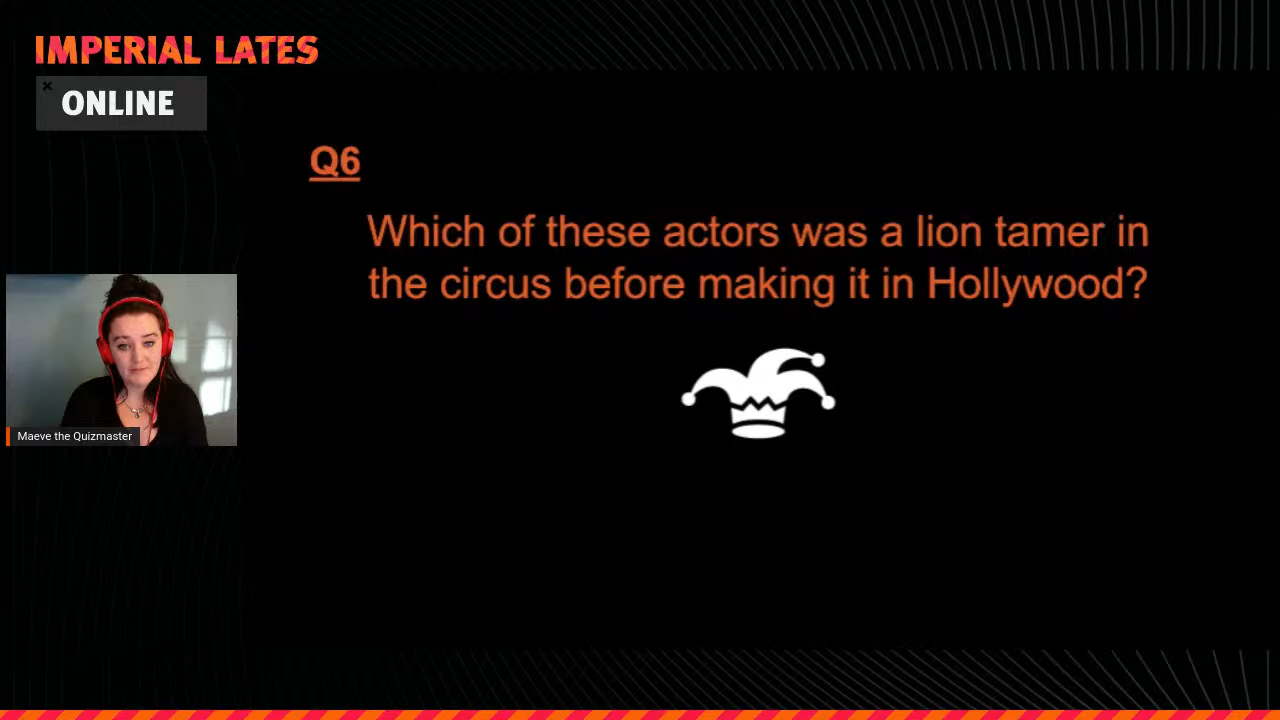 IMPERIAL LATES
ONLINE
Q6
Which of these actors was a lion tamer in
the circus before making it in Hollywood?
Maeve the Quizmaster